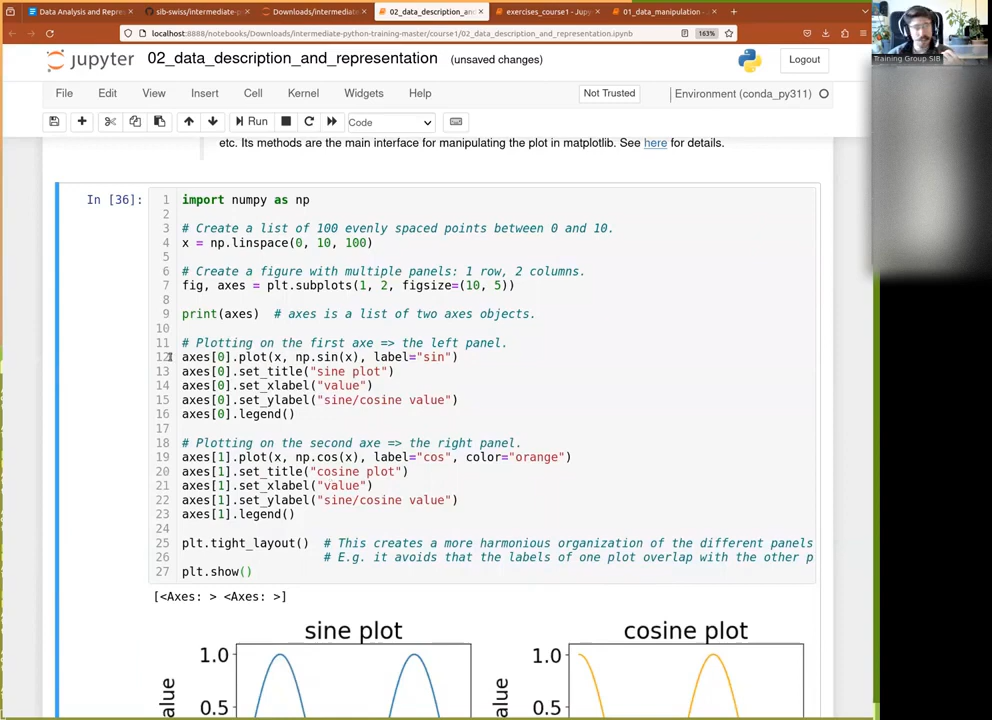 Data Analysis and Repres
sib-swiss/intermediate-p
Downloads/intermediate
02_data_description_an
exercises_course1 - Jupyt
01_data_manipulation -
localhost:8888/notebooks/Downloads/intermediate-python-training-master/course1/02_data_description_and_representation.ipynb
163%
Training Group SIB
jupyter 02_data_description_and_representation (unsaved changes)
Logout
File Edit View Insert Cell Kernel Widgets Help
Not Trusted
Environment (conda_py311)
Run
Code
etc. Its methods are the main interface for manipulating the plot in matplotlib. See here for details.
In [36]:
1 import numpy as np
2
3 # Create a list of 100 evenly spaced points between 0 and 10.
4 x = np.linspace(0, 10, 100)
5
6 # Create a figure with multiple panels: 1 row, 2 columns.
7 fig, axes = plt.subplots(1, 2, figsize=(10, 5))
8
9 print(axes)  # axes is a list of two axes objects.
10
11 # Plotting on the first axe => the left panel.
12 axes[0].plot(x, np.sin(x), label="sin")
13 axes[0].set_title("sine plot")
14 axes[0].set_xlabel("value")
15 axes[0].set_ylabel("sine/cosine value")
16 axes[0].legend()
17
18 # Plotting on the second axe => the right panel.
19 axes[1].plot(x, np.cos(x), label="cos", color="orange")
20 axes[1].set_title("cosine plot")
21 axes[1].set_xlabel("value")
22 axes[1].set_ylabel("sine/cosine value")
23 axes[1].legend()
24
25 plt.tight_layout()  # This creates a more harmonious organization of the different panels
26 # E.g. it avoids that the labels of one plot overlap with the other p
27 plt.show()
[<Axes: > <Axes: >]
sine plot
cosine plot
1.0
1.0
0.5
0.5
alue
alue